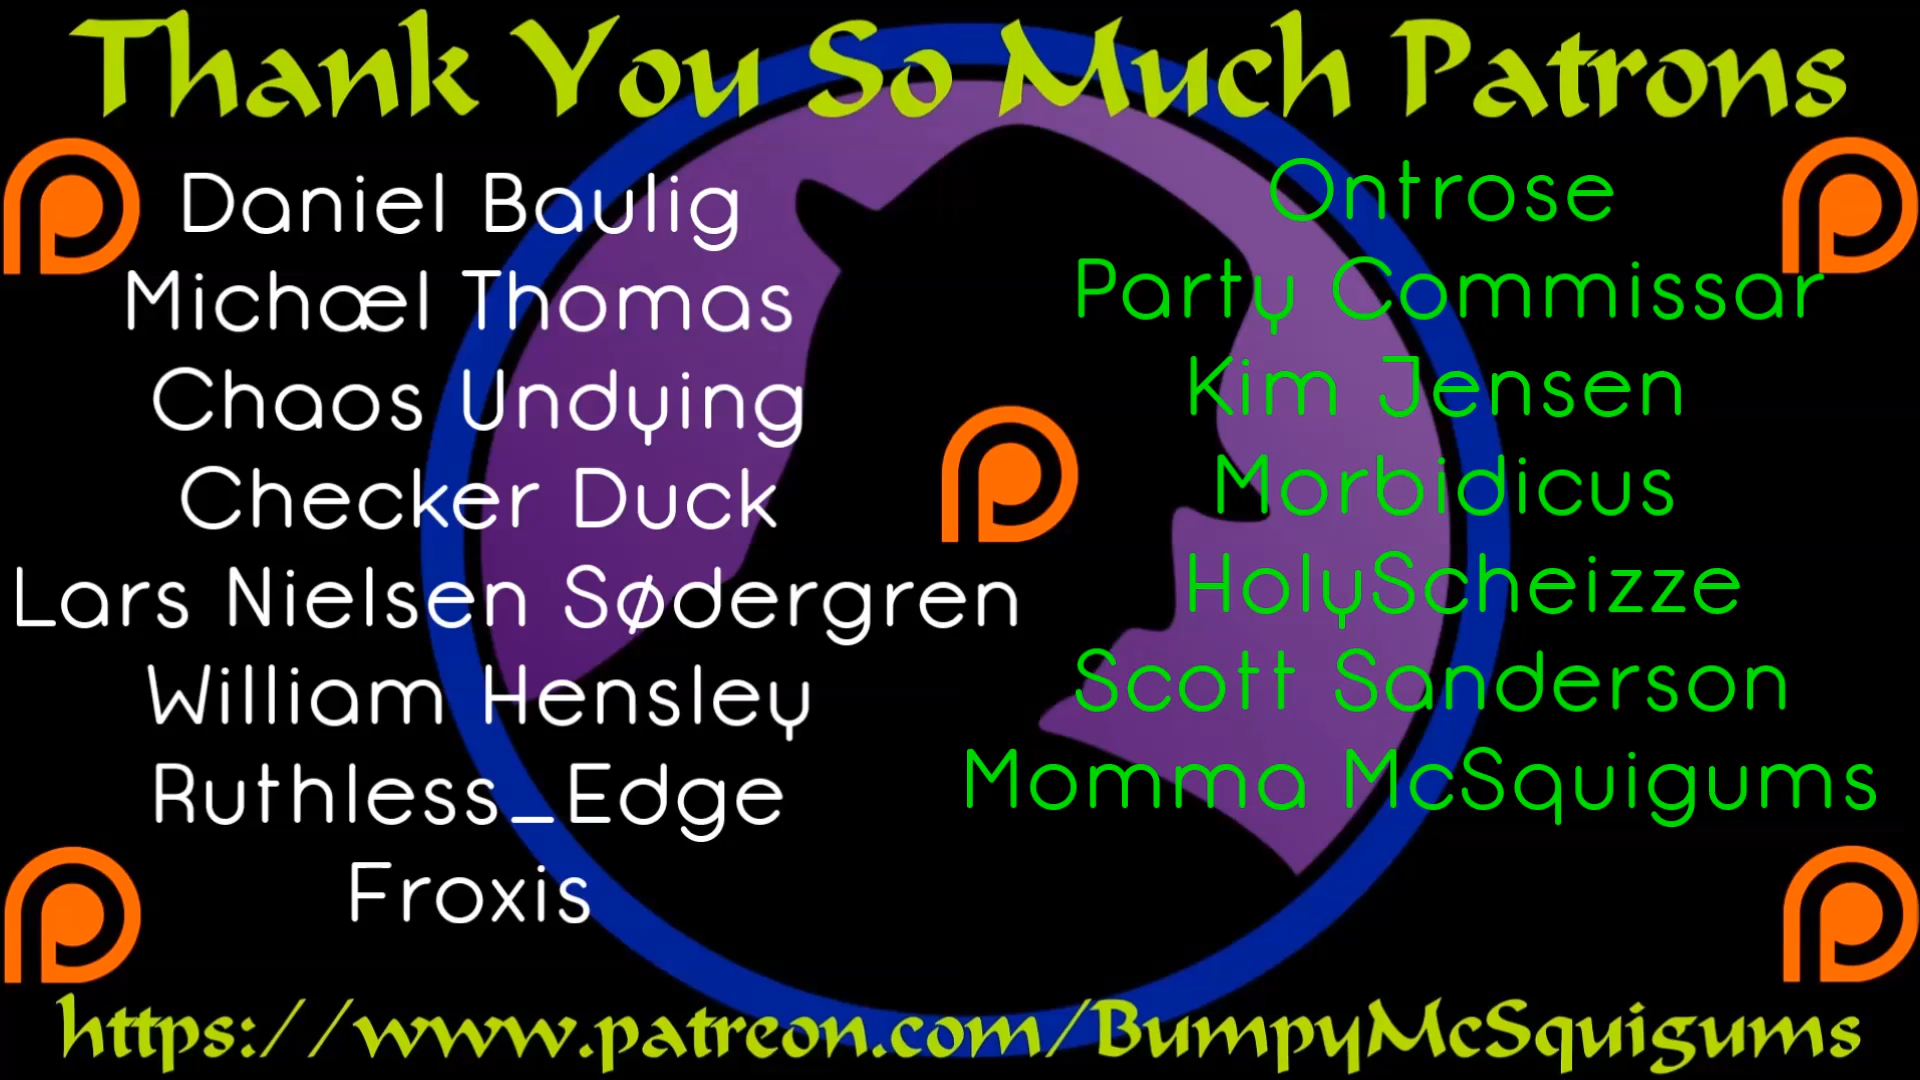 Thank You So Much Patrons
Daniel Baulig
Michæl Thomas
Chaos Undying
Checker Duck
Lars Nielsen Sødergren
William Hensley
Ruthless_Edge
Froxis
Ontrose
Party Commissar
Kim Jensen
Morbidicus
HolyScheizze
Scott Sanderson
Momma McSquigums
https://www.patreon.com/BumpyMcSquigums